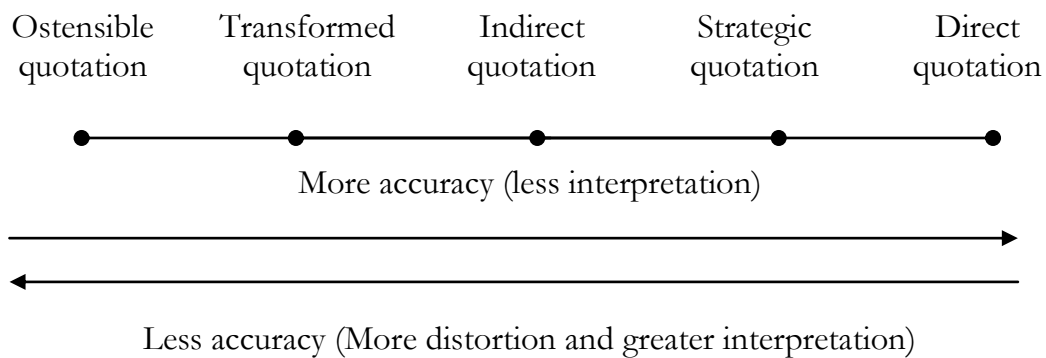 Ostensible Transformed Indirect Strategic Direct
quotation quotation quotation quotation quotation
More accuracy (less interpretation)
Less accuracy (More distortion and greater interpretation)